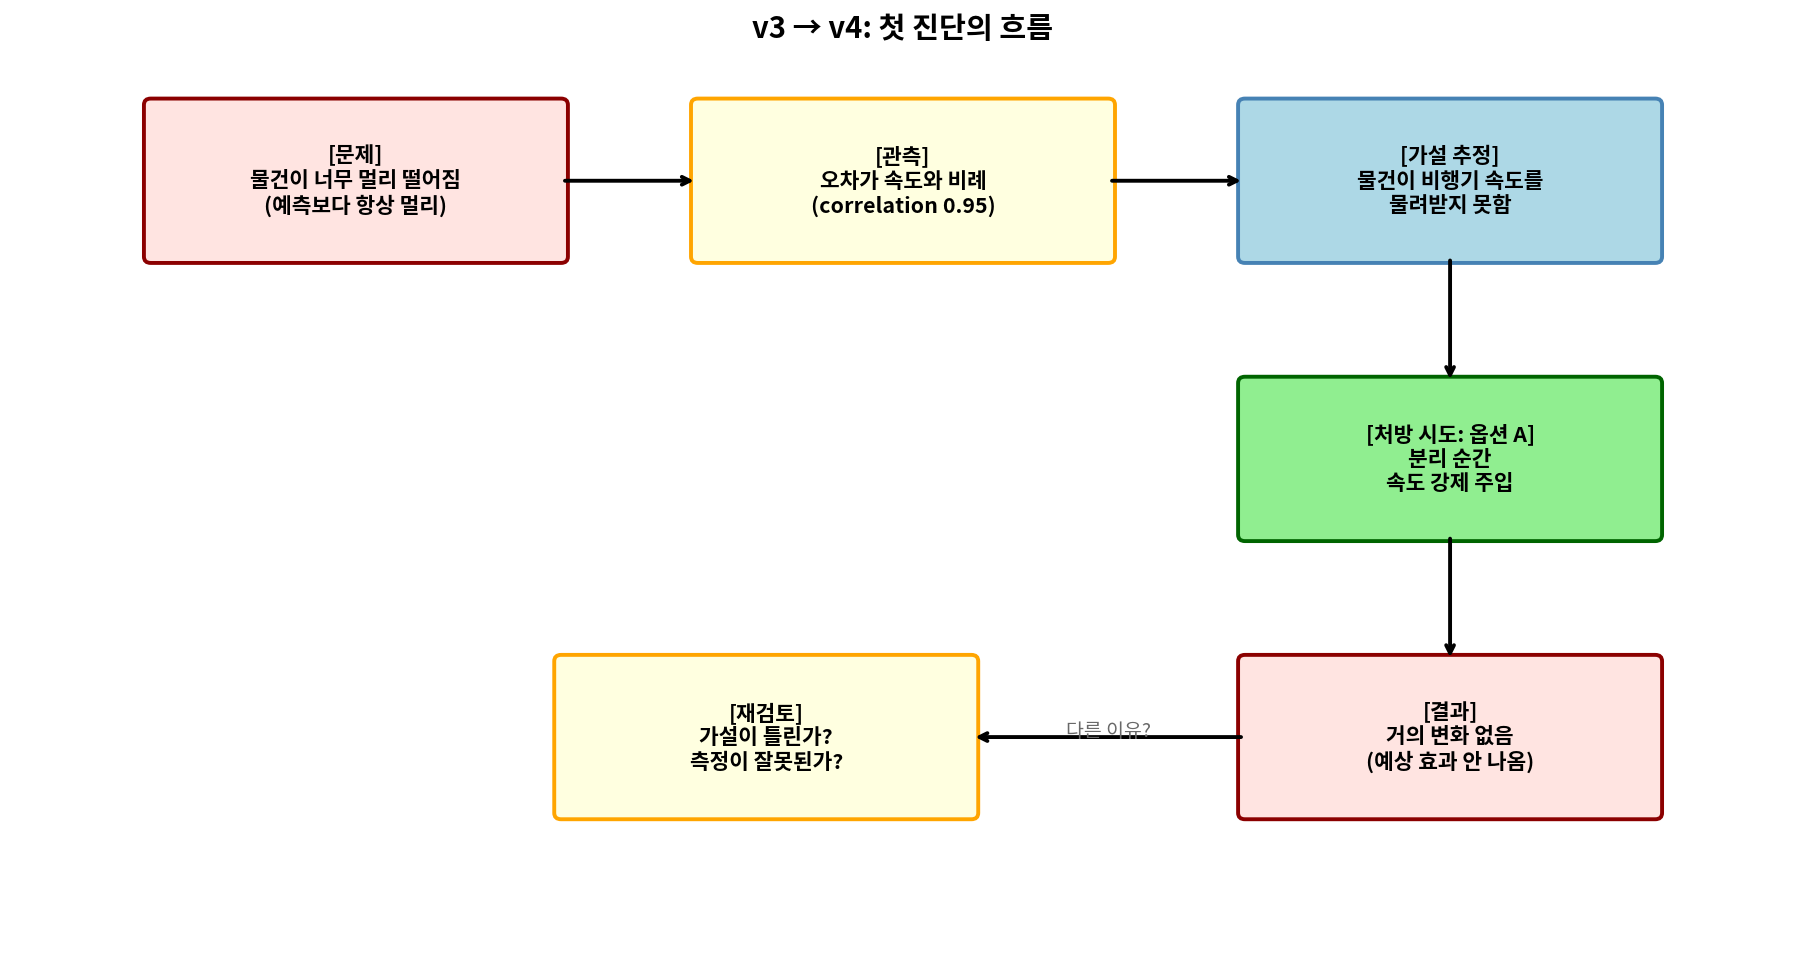 v3 → v4: 첫 진단의 흐름
[문제]
물건이 너무 멀리 떨어짐
(예측보다 항상 멀리)
[관측]
오차가 속도와 비례
(correlation 0.95)
[가설 추정]
물건이 비행기 속도를
물려받지 못함
[처방 시도: 옵션 A]
분리 순간
속도 강제 주입
[결과]
거의 변화 없음
(예상 효과 안 나옴)
다른 이유?
[재검토]
가설이 틀린가?
측정이 잘못된가?